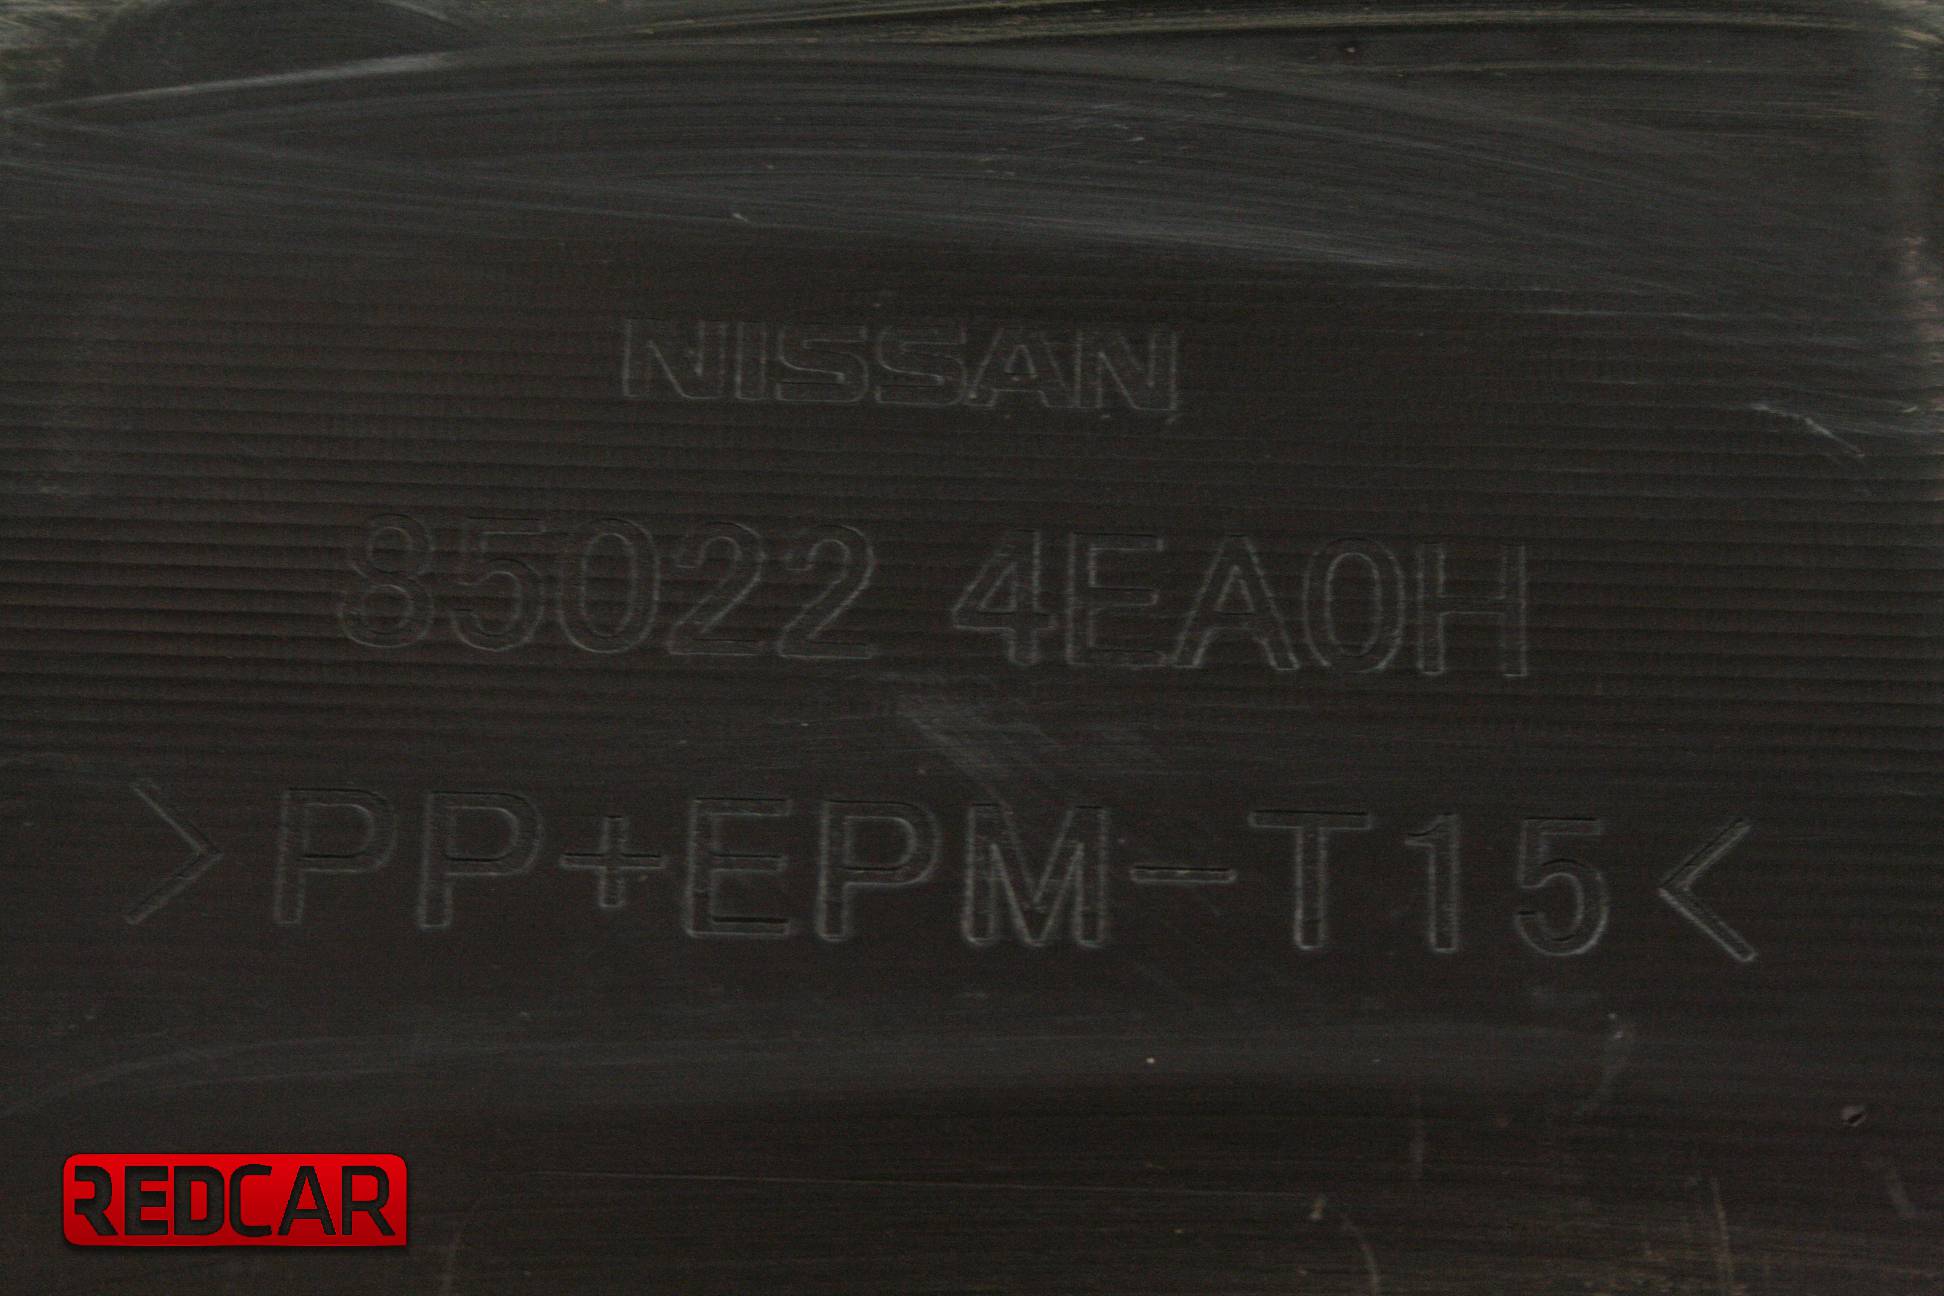 NISSAN
85022 4EA0H
>PP+EPM-T15<
REDCAR